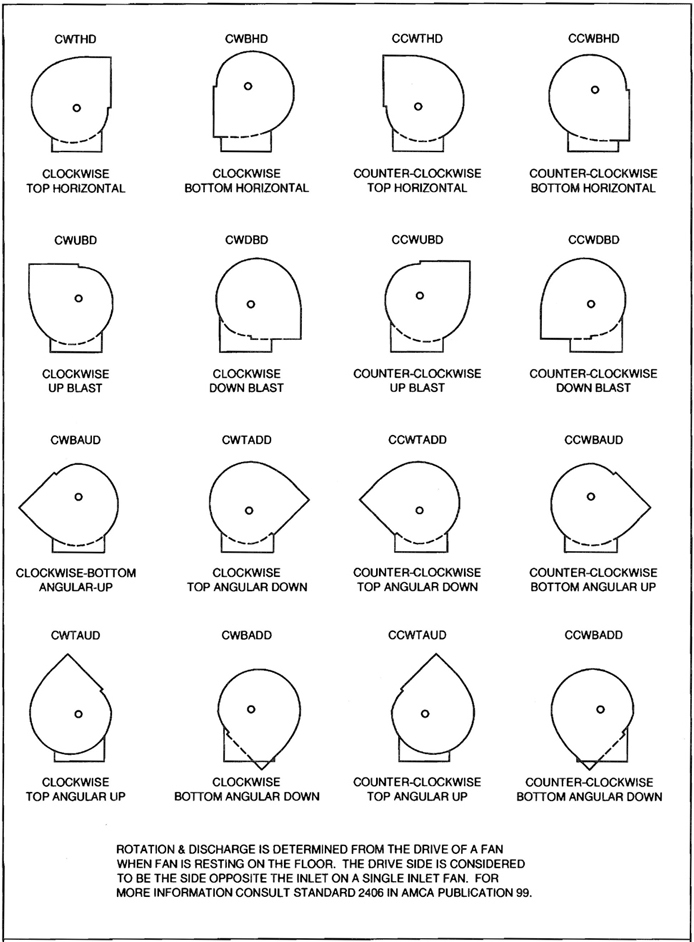 CWTHD
CWBHD
CCWTHD
CCWBHD
CLOCKWISE
TOP HORIZONTAL
CLOCKWISE
BOTTOM HORIZONTAL
COUNTER-CLOCKWISE
TOP HORIZONTAL
COUNTER-CLOCKWISE
BOTTOM HORIZONTAL
CWUBD
CWDBD
CCWUBD
CCWDBD
CLOCKWISE
UP BLAST
CLOCKWISE
DOWN BLAST
COUNTER-CLOCKWISE
UP BLAST
COUNTER-CLOCKWISE
DOWN BLAST
CWBAUD
CWTADD
CCWTADD
CCWBAUD
CLOCKWISE-BOTTOM
ANGULAR-UP
CLOCKWISE
TOP ANGULAR DOWN
COUNTER-CLOCKWISE
TOP ANGULAR DOWN
COUNTER-CLOCKWISE
BOTTOM ANGULAR UP
CWTAUD
CWBADD
CCWTAUD
CCWBADD
CLOCKWISE
TOP ANGULAR UP
CLOCKWISE
BOTTOM ANGULAR DOWN
COUNTER-CLOCKWISE
TOP ANGULAR UP
COUNTER-CLOCKWISE
BOTTOM ANGULAR DOWN
ROTATION & DISCHARGE IS DETERMINED FROM THE DRIVE OF A FAN
WHEN FAN IS RESTING ON THE FLOOR. THE DRIVE SIDE IS CONSIDERED
TO BE THE SIDE OPPOSITE THE INLET ON A SINGLE INLET FAN. FOR
MORE INFORMATION CONSULT STANDARD 2406 IN AMCA PUBLICATION 99.